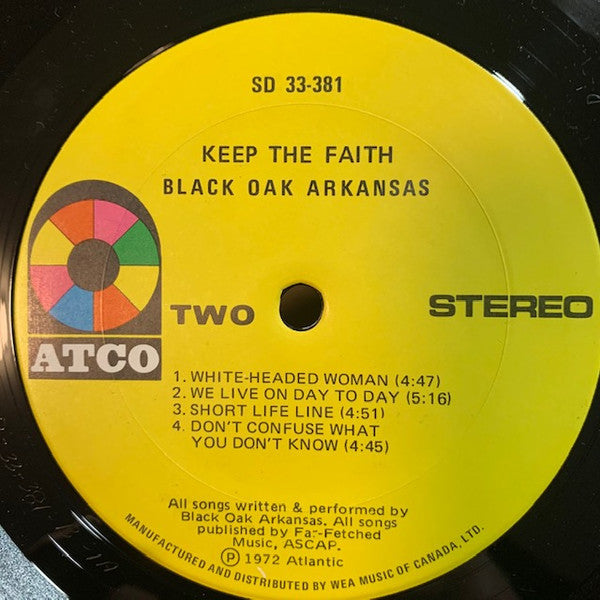 SD 33-381
KEEP THE FAITH
BLACK OAK ARKANSAS
TWO
STEREO
ATCO
1. WHITE-HEADED WOMAN (4:47)
2. WE LIVE ON DAY TO DAY (5:16)
3. SHORT LIFE LINE (4:51)
4. DON'T CONFUSE WHAT
YOU DON'T KNOW (4:45)
All songs written & performed by
Black Oak Arkansas. All songs
published by Far-Fetched
Music, ASCAP.
Ⓟ 1972 Atlantic
MANUFACTURED AND DISTRIBUTED BY WEA MUSIC OF CANADA, LTD.